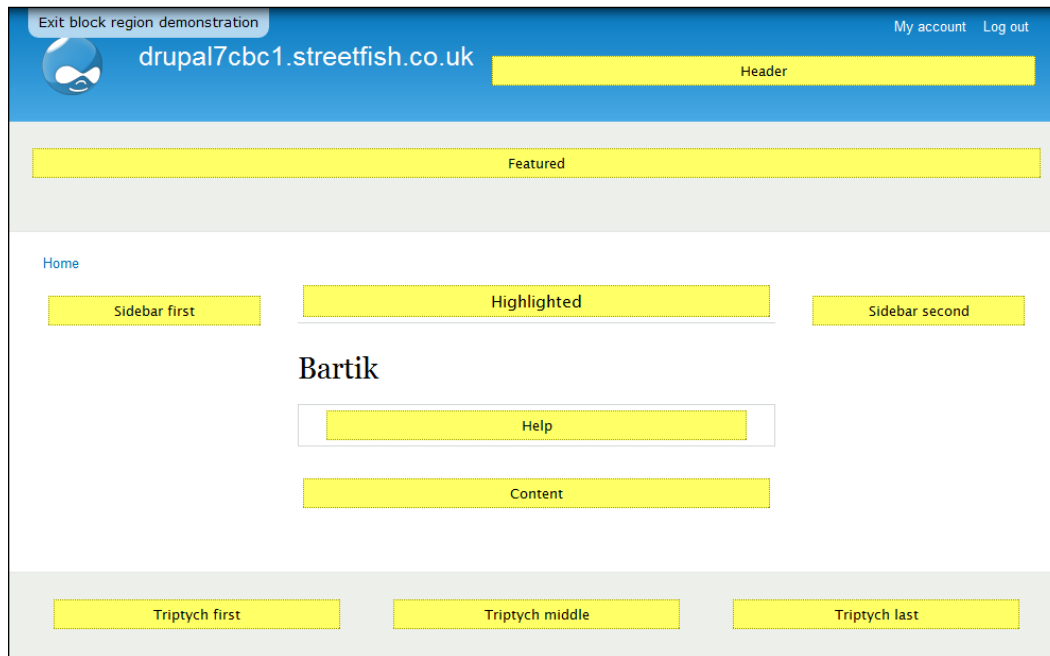 Exit block region demonstration
My account Log out
drupal7cbc1.streetfish.co.uk
Header
Featured
Home
Sidebar first
Highlighted
Sidebar second
Bartik
Help
Content
Triptych first
Triptych middle
Triptych last